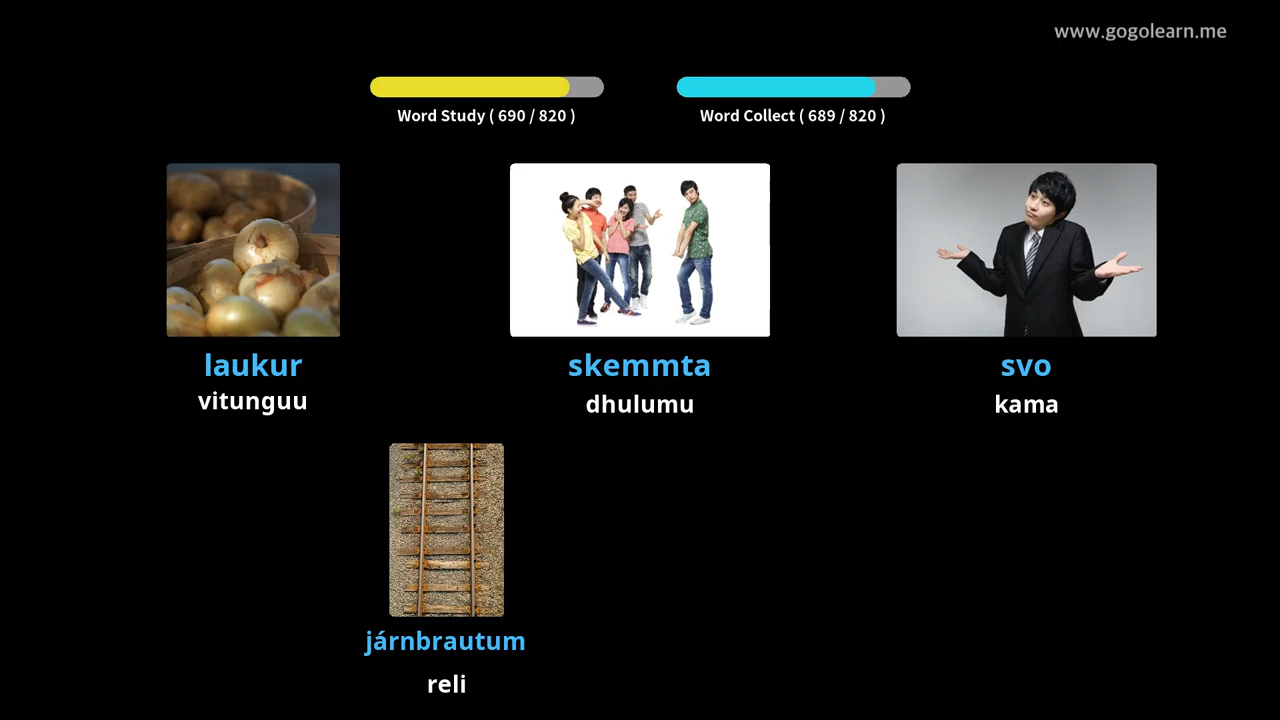 www.gogolearn.me
Word Study ( 690 / 820 )
Word Collect ( 689 / 820 )
laukur
vitunguu
skemmta
dhulumu
svo
kama
járnbrautum
reli